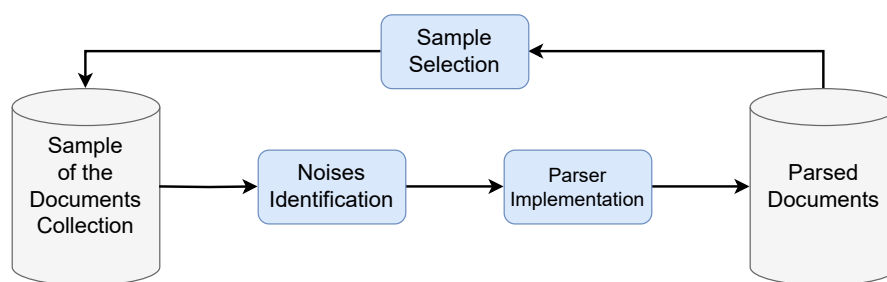 Sample
Selection
Sample
of the
Documents
Collection
Noises
Identification
Parser
Implementation
Parsed
Documents